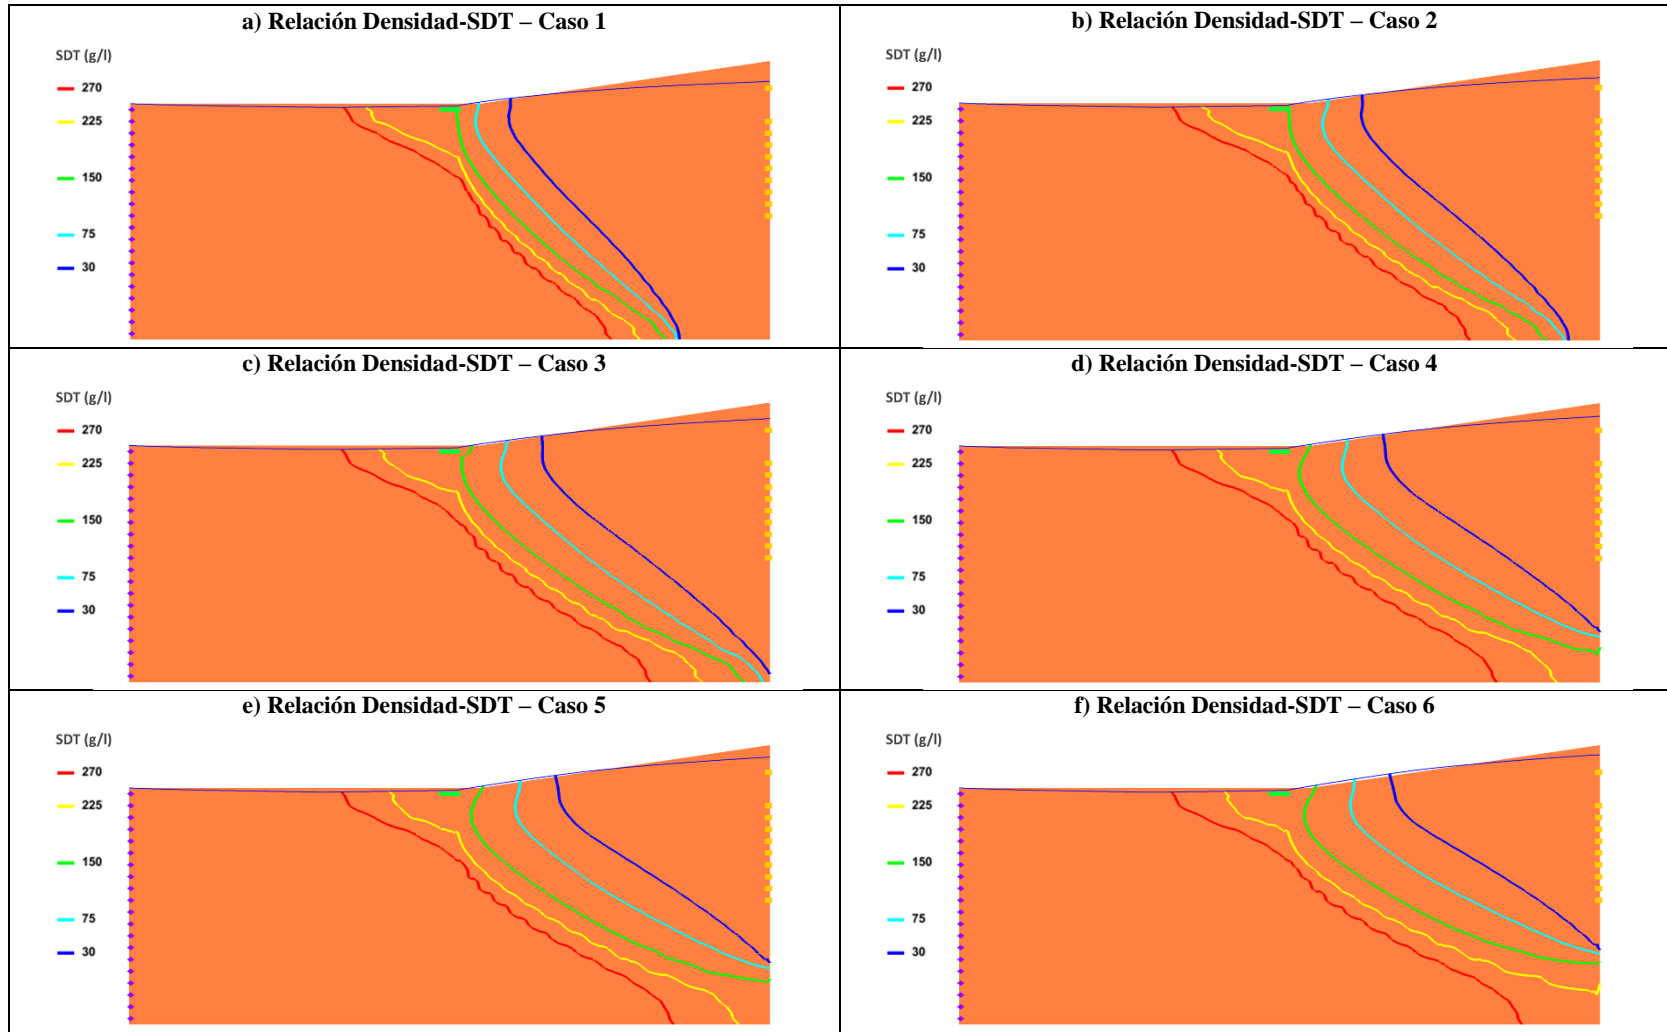 a) Relación Densidad-SDT – Caso 1
SDT (g/l)
270
225
150
75
30
b) Relación Densidad-SDT – Caso 2
SDT (g/l)
270
225
150
75
30
c) Relación Densidad-SDT – Caso 3
SDT (g/l)
270
225
150
75
30
d) Relación Densidad-SDT – Caso 4
SDT (g/l)
270
225
150
75
30
e) Relación Densidad-SDT – Caso 5
SDT (g/l)
270
225
150
75
30
f) Relación Densidad-SDT – Caso 6
SDT (g/l)
270
225
150
75
30